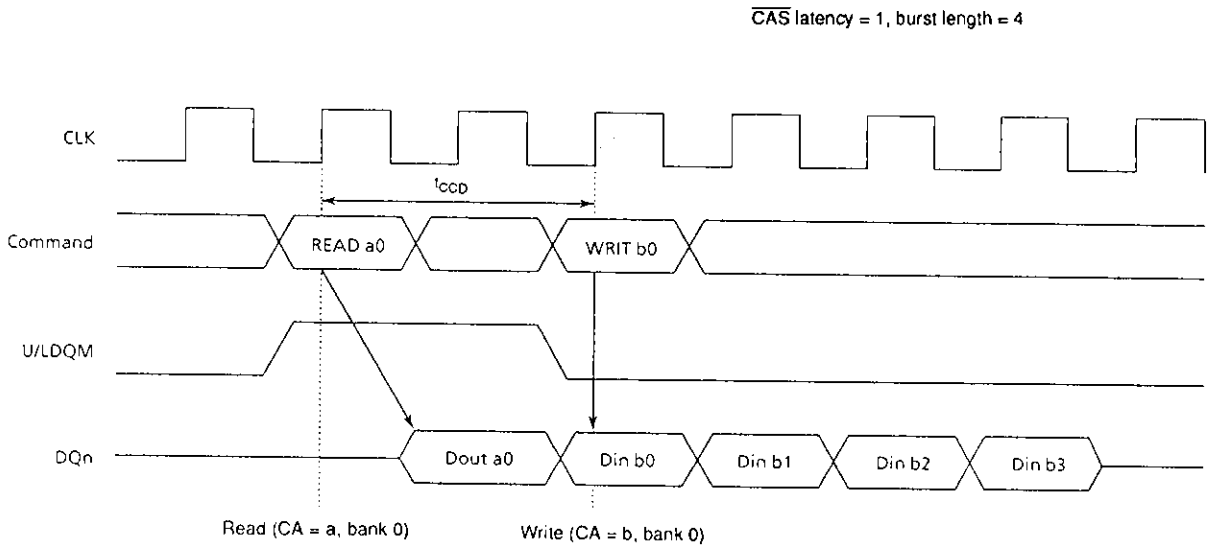 CAS latency = 1, burst length = 4
CLK
tCCD
Command READ a0 WRIT b0
U/LDQM
DQn Dout a0 Din b0 Din b1 Din b2 Din b3
Read (CA = a, bank 0) Write (CA = b, bank 0)